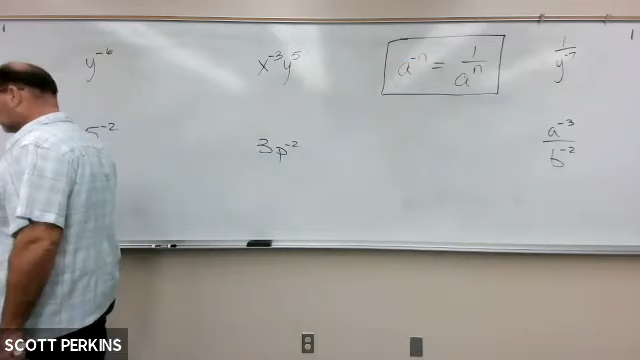 y⁻⁶
x⁻³y⁵
a⁻ⁿ = 1/aⁿ
1/y⁻⁷
5⁻²
3p⁻²
a⁻³/b⁻²
SCOTT PERKINS